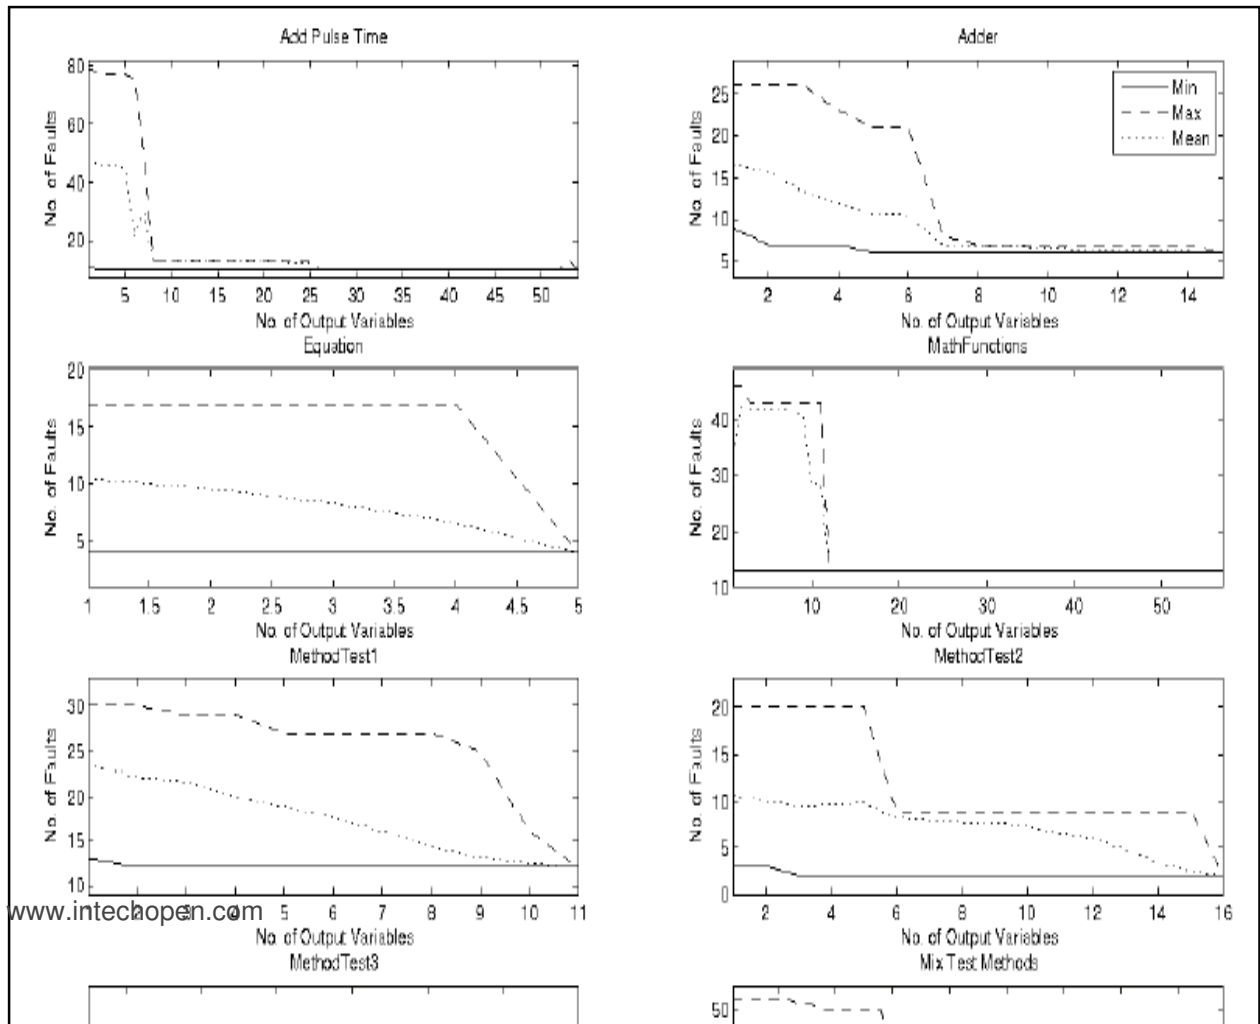 Add Pulse Time
80
60
40
20
No. of Faults
5 10 15 20 25 30 35 40 45 50
No. of Output Variables
Adder
25
20
15
10
5
No. of Faults
Min
Max
Mean
2 4 6 8 10 12 14
No. of Output Variables
Equation
20
15
10
5
No. of Faults
1 1.5 2 2.5 3 3.5 4 4.5 5
No. of Output Variables
MathFunctions
40
30
20
10
No. of Faults
10 20 30 40 50
No. of Output Variables
MethodTest1
30
25
20
15
10
No. of Faults
2 3 4 5 6 7 8 9 10 11
No. of Output Variables
MethodTest2
20
15
10
5
0
No. of Faults
2 4 6 8 10 12 14 16
No. of Output Variables
www.intechopen.com
MethodTest3
Mix Test Methods
50